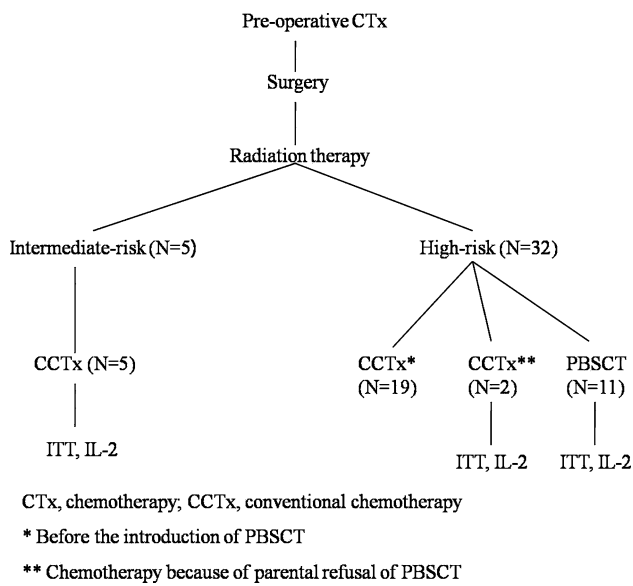 Pre-operative CTx
Surgery
Radiation therapy
Intermediate-risk (N=5)
High-risk (N=32)
CCTx (N=5)
CCTx*
(N=19)
CCTx**
(N=2)
PBSCT
(N=11)
ITT, IL-2
ITT, IL-2
ITT, IL-2
CTx, chemotherapy; CCTx, conventional chemotherapy
* Before the introduction of PBSCT
** Chemotherapy because of parental refusal of PBSCT